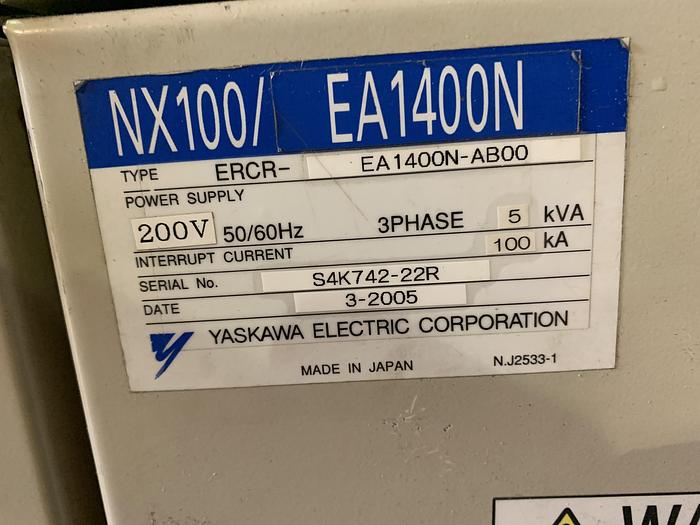 NX100/ EA1400N
TYPE ERCR- EA1400N-AB00
POWER SUPPLY
200V 50/60Hz 3PHASE 5 kVA
INTERRUPT CURRENT 100 kA
SERIAL No. S4K742-22R
DATE 3-2005
YASKAWA ELECTRIC CORPORATION
MADE IN JAPAN N.J2533-1